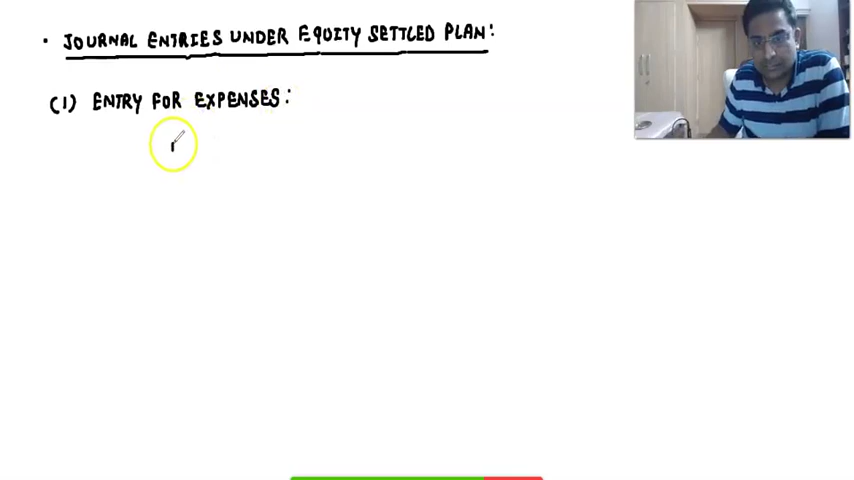 • JOURNAL ENTRIES UNDER EQUITY SETTLED PLAN:
(1) ENTRY FOR EXPENSES: